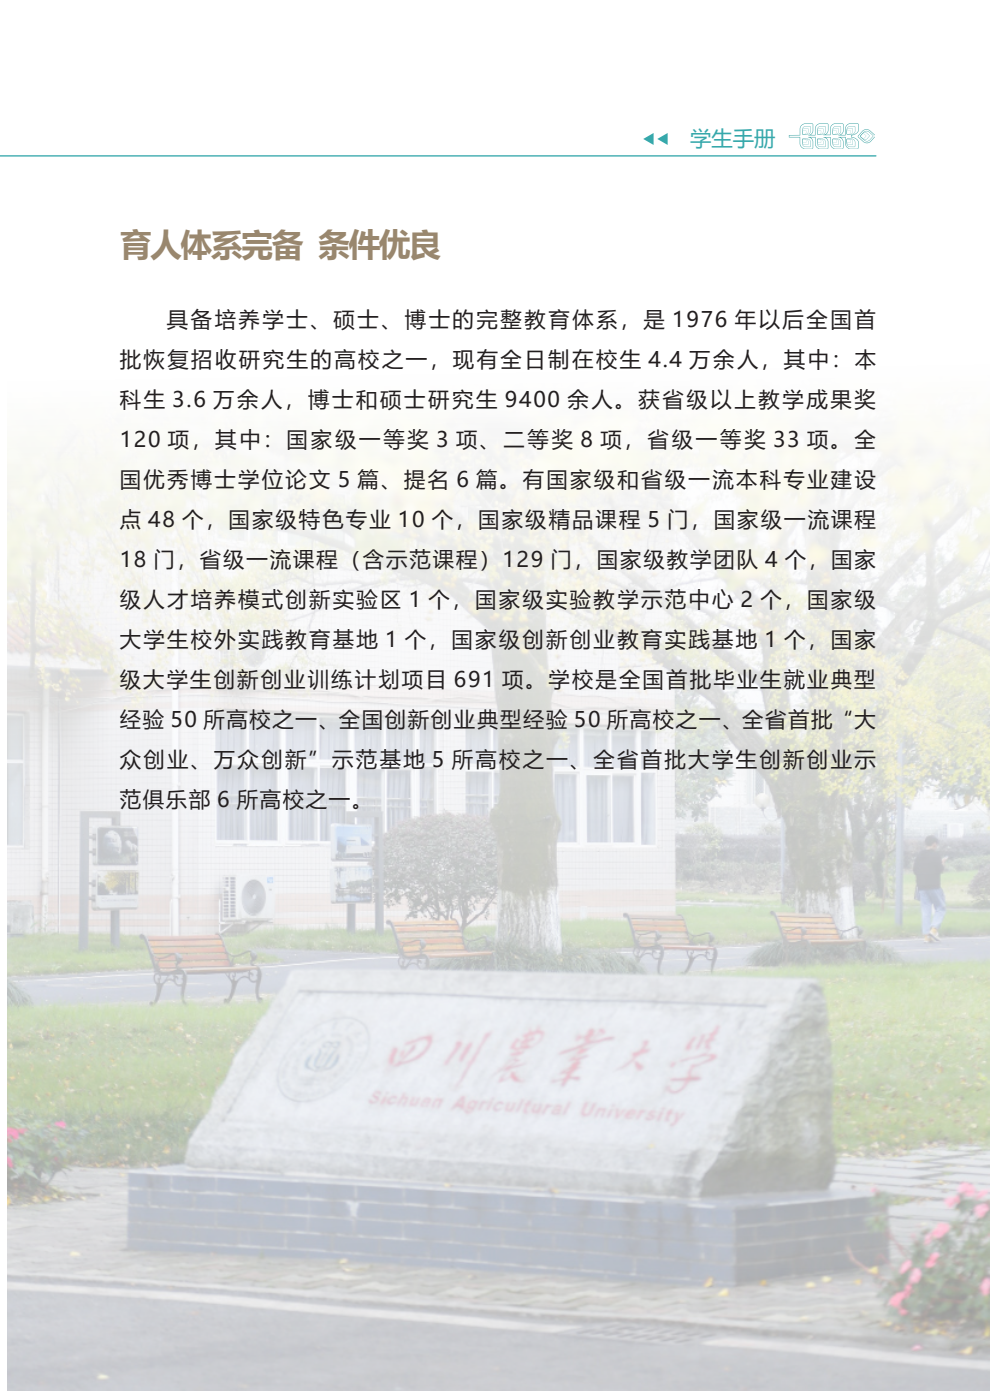 学生手册
育人体系完备 条件优良
具备培养学士、硕士、博士的完整教育体系，是 1976 年以后全国首
批恢复招收研究生的高校之一，现有全日制在校生 4.4 万余人，其中：本
科生 3.6 万余人，博士和硕士研究生 9400 余人。获省级以上教学成果奖
120 项，其中：国家级一等奖 3 项、二等奖 8 项，省级一等奖 33 项。全
国优秀博士学位论文 5 篇、提名 6 篇。有国家级和省级一流本科专业建设
点 48 个，国家级特色专业 10 个，国家级精品课程 5 门，国家级一流课程
18 门，省级一流课程（含示范课程）129 门，国家级教学团队 4 个，国家
级人才培养模式创新实验区 1 个，国家级实验教学示范中心 2 个，国家级
大学生校外实践教育基地 1 个，国家级创新创业教育实践基地 1 个，国家
级大学生创新创业训练计划项目 691 项。学校是全国首批毕业生就业典型
经验 50 所高校之一、全国创新创业典型经验 50 所高校之一、全省首批“大
众创业、万众创新”示范基地 5 所高校之一、全省首批大学生创新创业示
范俱乐部 6 所高校之一。
四川農業大学
Sichuan Agricultural University